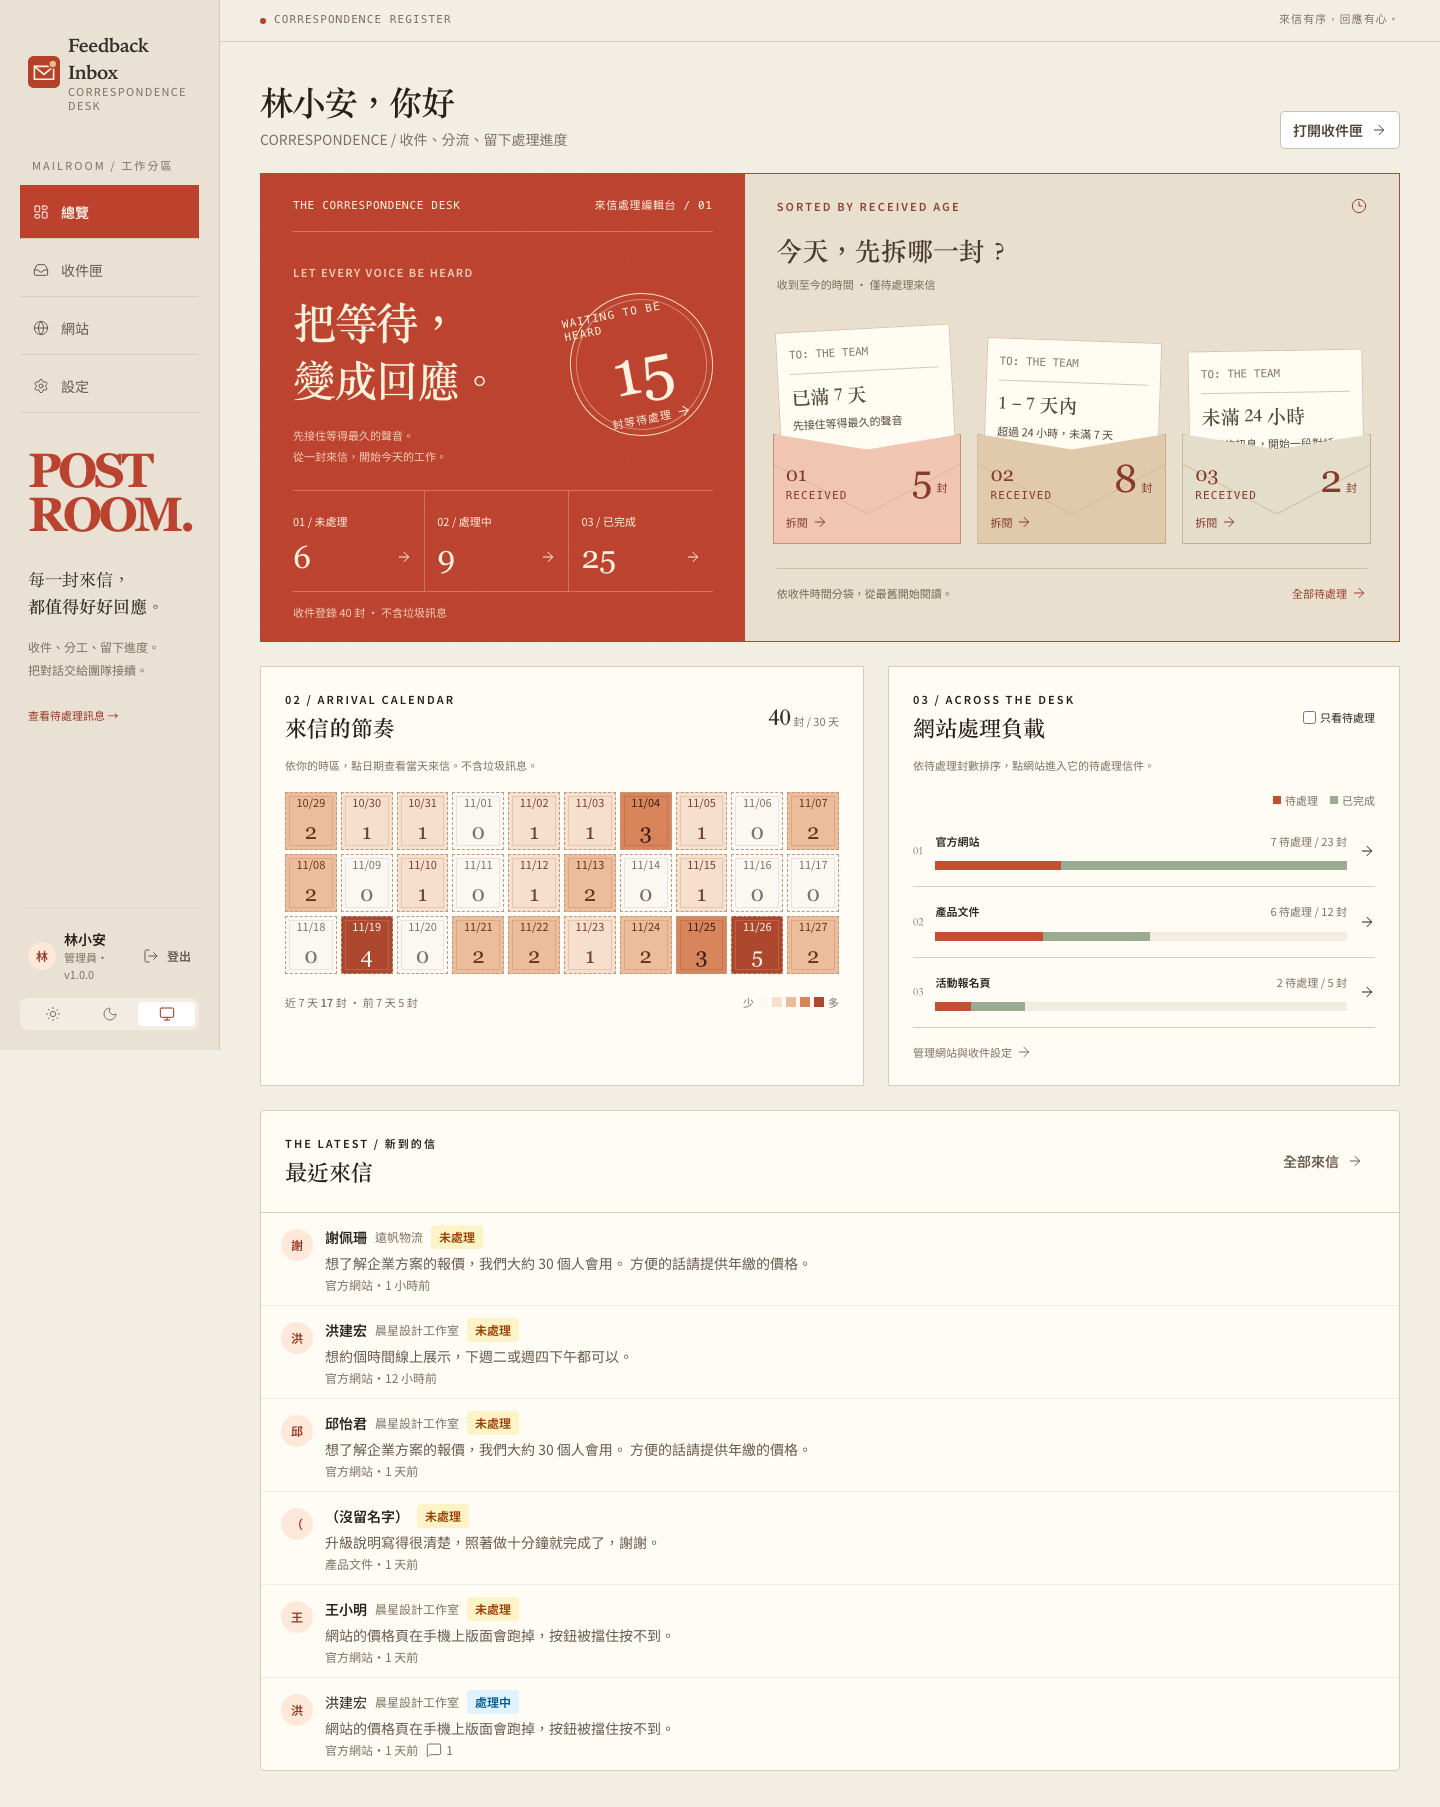 Feedback
Inbox
CORRESPONDENCE
DESK
MAILROOM / 工作分區
總覽
收件匣
網站
設定
POST
ROOM.
每一封來信，
都值得好好回應。
收件、分工、留下進度。
把對話交給團隊接續。
查看待處理訊息 →
林
林小安
管理員・
v1.0.0
登出
CORRESPONDENCE REGISTER
來信有序，回應有心。
林小安，你好
CORRESPONDENCE / 收件、分流、留下處理進度
打開收件匣 →
THE CORRESPONDENCE DESK
來信處理編輯台 / 01
LET EVERY VOICE BE HEARD
把等待，
變成回應。
WAITING TO BE
HEARD
15
封等待處理 →
先接住等得最久的聲音。
從一封來信，開始今天的工作。
01 / 未處理
6 →
02 / 處理中
9 →
03 / 已完成
25 →
收件登錄 40 封 ・ 不含垃圾訊息
SORTED BY RECEIVED AGE
今天，先拆哪一封？
收到至今的時間 ・ 僅待處理來信
TO: THE TEAM
已滿 7 天
先接住等得最久的聲音
01
RECEIVED
5 封
拆閱 →
TO: THE TEAM
1 – 7 天內
超過 24 小時，未滿 7 天
02
RECEIVED
8 封
拆閱 →
TO: THE TEAM
未滿 24 小時
息，開始一段對話
03
RECEIVED
2 封
拆閱 →
依收件時間分袋，從最舊開始閱讀。
全部待處理 →
02 / ARRIVAL CALENDAR
來信的節奏
40 封 / 30 天
依你的時區，點日期查看當天來信。不含垃圾訊息。
10/29 10/30 10/31 11/01 11/02 11/03 11/04 11/05 11/06 11/07
2 1 1 0 1 1 3 1 0 2
11/08 11/09 11/10 11/11 11/12 11/13 11/14 11/15 11/16 11/17
2 0 1 0 1 2 0 1 0 0
11/18 11/19 11/20 11/21 11/22 11/23 11/24 11/25 11/26 11/27
0 4 0 2 2 1 2 3 5 2
近 7 天 17 封 ・ 前 7 天 5 封
少 多
03 / ACROSS THE DESK
網站處理負載
只看待處理
依待處理封數排序，點網站進入它的待處理信件。
待處理 已完成
01 官方網站 7 待處理 / 23 封 →
02 產品文件 6 待處理 / 12 封 →
03 活動報名頁 2 待處理 / 5 封 →
管理網站與收件設定 →
THE LATEST / 新到的信
最近來信
全部來信 →
謝
謝佩珊 遠帆物流 未處理
想了解企業方案的報價，我們大約 30 個人會用。 方便的話請提供年繳的價格。
官方網站・1 小時前
洪
洪建宏 晨星設計工作室 未處理
想約個時間線上展示，下週二或週四下午都可以。
官方網站・12 小時前
邱
邱怡君 晨星設計工作室 未處理
想了解企業方案的報價，我們大約 30 個人會用。 方便的話請提供年繳的價格。
官方網站・1 天前
（
（沒留名字） 未處理
升級說明寫得很清楚，照著做十分鐘就完成了，謝謝。
產品文件・1 天前
王
王小明 晨星設計工作室 未處理
網站的價格頁在手機上版面會跑掉，按鈕被擋住按不到。
官方網站・1 天前
洪
洪建宏 晨星設計工作室 處理中
網站的價格頁在手機上版面會跑掉，按鈕被擋住按不到。
官方網站・1 天前 1